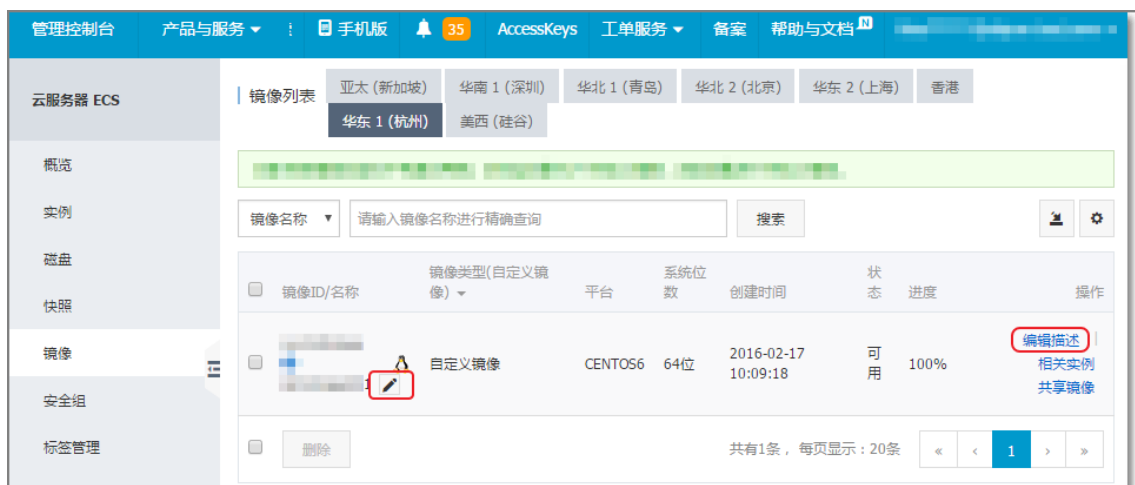 管理控制台 产品与服务 手机版 35 AccessKeys 工单服务 备案 帮助与文档 N
云服务器 ECS
镜像列表 亚太 (新加坡) 华南 1 (深圳) 华北 1 (青岛) 华北 2 (北京) 华东 2 (上海) 香港
华东 1 (杭州) 美西 (硅谷)
概览
实例
磁盘
快照
镜像
安全组
标签管理
镜像名称 请输入镜像名称进行精确查询 搜索
镜像ID/名称 镜像类型(自定义镜像) 平台 系统位数 创建时间 状态 进度 操作
1 自定义镜像 CENTOS6 64位 2016-02-17 10:09:18 可用 100% 编辑描述
相关实例
共享镜像
删除 共有1条，每页显示：20条 « ‹ 1 › »